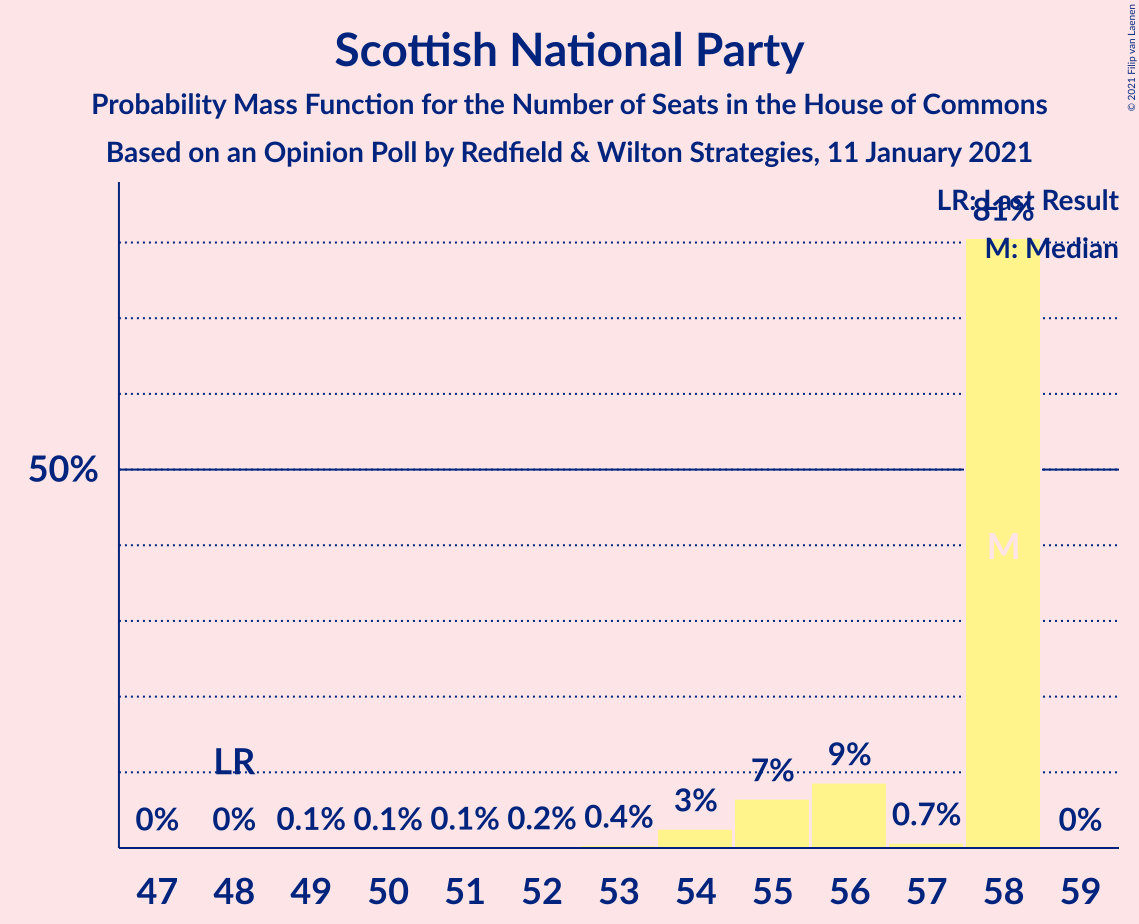 Scottish National Party
Probability Mass Function for the Number of Seats in the House of Commons
Based on an Opinion Poll by Redfield & Wilton Strategies, 11 January 2021
© 2021 Filip van Laenen
LR: Last Result
81%
M: Median
50%
M
LR
0% 0% 0.1% 0.1% 0.1% 0.2% 0.4% 3% 7% 9% 0.7% 0%
47 48 49 50 51 52 53 54 55 56 57 58 59